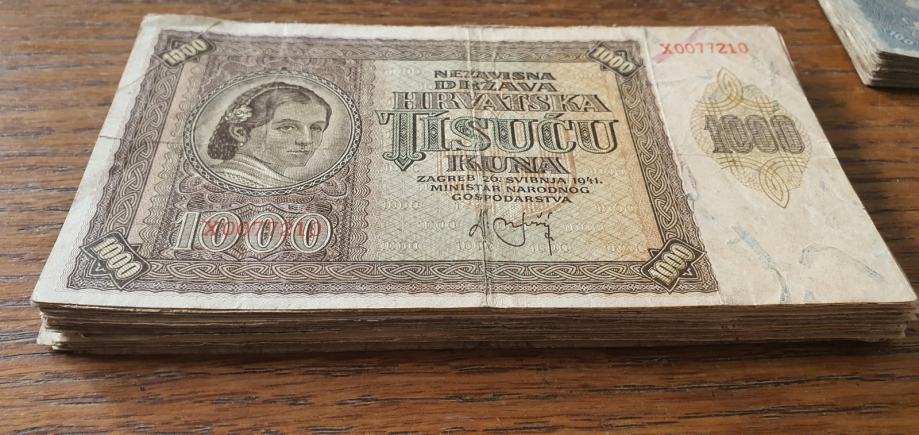 1000
1000
X0077210
NEZAVISNA
DRŽAVA
HRVATSKA
TISUĆU
KUNA
ZAGREB 26. SVIBNJA 1941.
MINISTAR NARODNOG
GOSPODARSTVA
1000
1000
X0077210
1000
1000